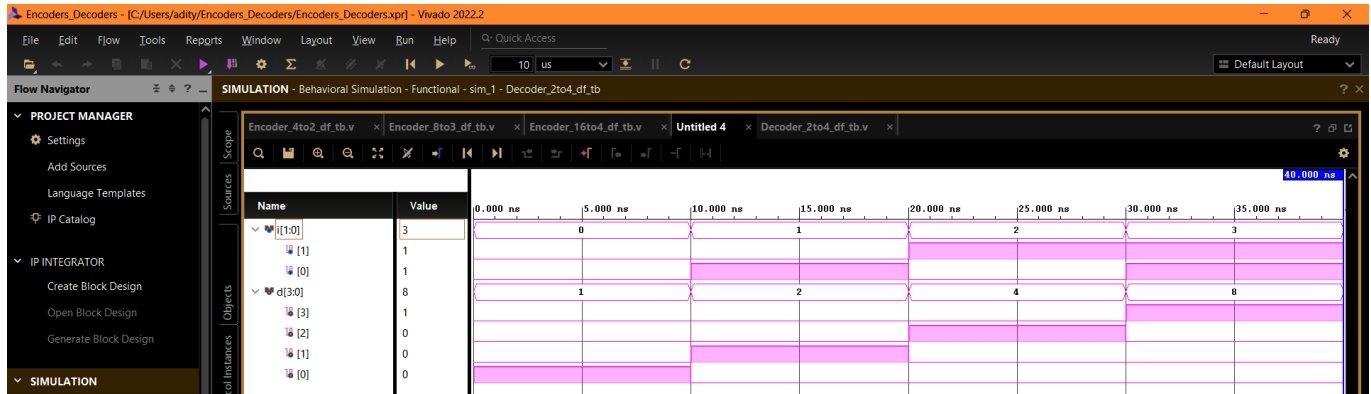 Encoders_Decoders - [C:/Users/adity/Encoders_Decoders/Encoders_Decoders.xpr] - Vivado 2022.2
File Edit Flow Tools Reports Window Layout View Run Help Q- Quick Access Ready
10 us Default Layout
Flow Navigator SIMULATION - Behavioral Simulation - Functional - sim_1 - Decoder_2to4_df_tb
PROJECT MANAGER
Settings
Add Sources
Language Templates
IP Catalog
IP INTEGRATOR
Create Block Design
Open Block Design
Generate Block Design
SIMULATION
Scope
Sources
Objects
col Instances
Encoder_4to2_df_tb.v Encoder_8to3_df_tb.v Encoder_16to4_df_tb.v Untitled 4 Decoder_2to4_df_tb.v
40.000 ns
Name Value 0.000 ns 5.000 ns 10.000 ns 15.000 ns 20.000 ns 25.000 ns 30.000 ns 35.000 ns
i[1:0] 3 0 1 2 3
[1] 1
[0] 1
d[3:0] 8 1 2 4 8
[3] 1
[2] 0
[1] 0
[0] 0